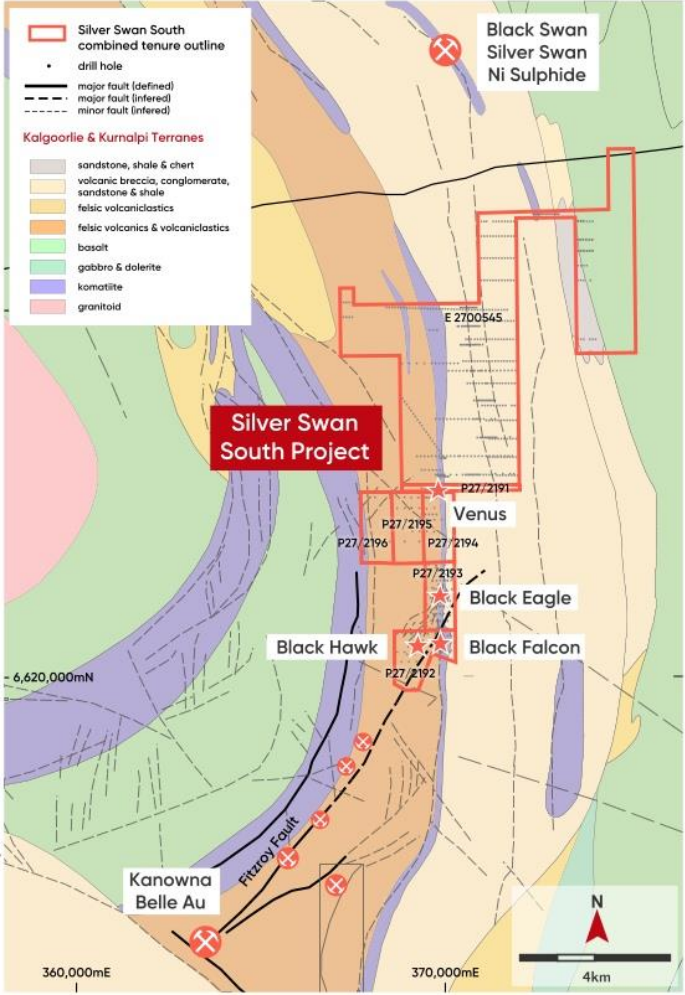 Silver Swan South
combined tenure outline
drill hole
major fault (defined)
major fault (infered)
minor fault (infered)
Kalgoorlie & Kurnalpi Terranes
sandstone, shale & chert
volcanic breccia, conglomerate,
sandstone & shale
felsic volcaniclastics
felsic volcanics & volcaniclastics
basalt
gabbro & dolerite
komatiite
granitoid
Black Swan
Silver Swan
Ni Sulphide
E 2700545
Silver Swan
South Project
P27/2191
Venus
P27/2195
P27/2196
P27/2194
P27/2193
Black Eagle
Black Hawk
Black Falcon
P27/2192
6,620,000mN
Fitzroy Fault
Kanowna
Belle Au
N
4km
360,000mE
370,000mE